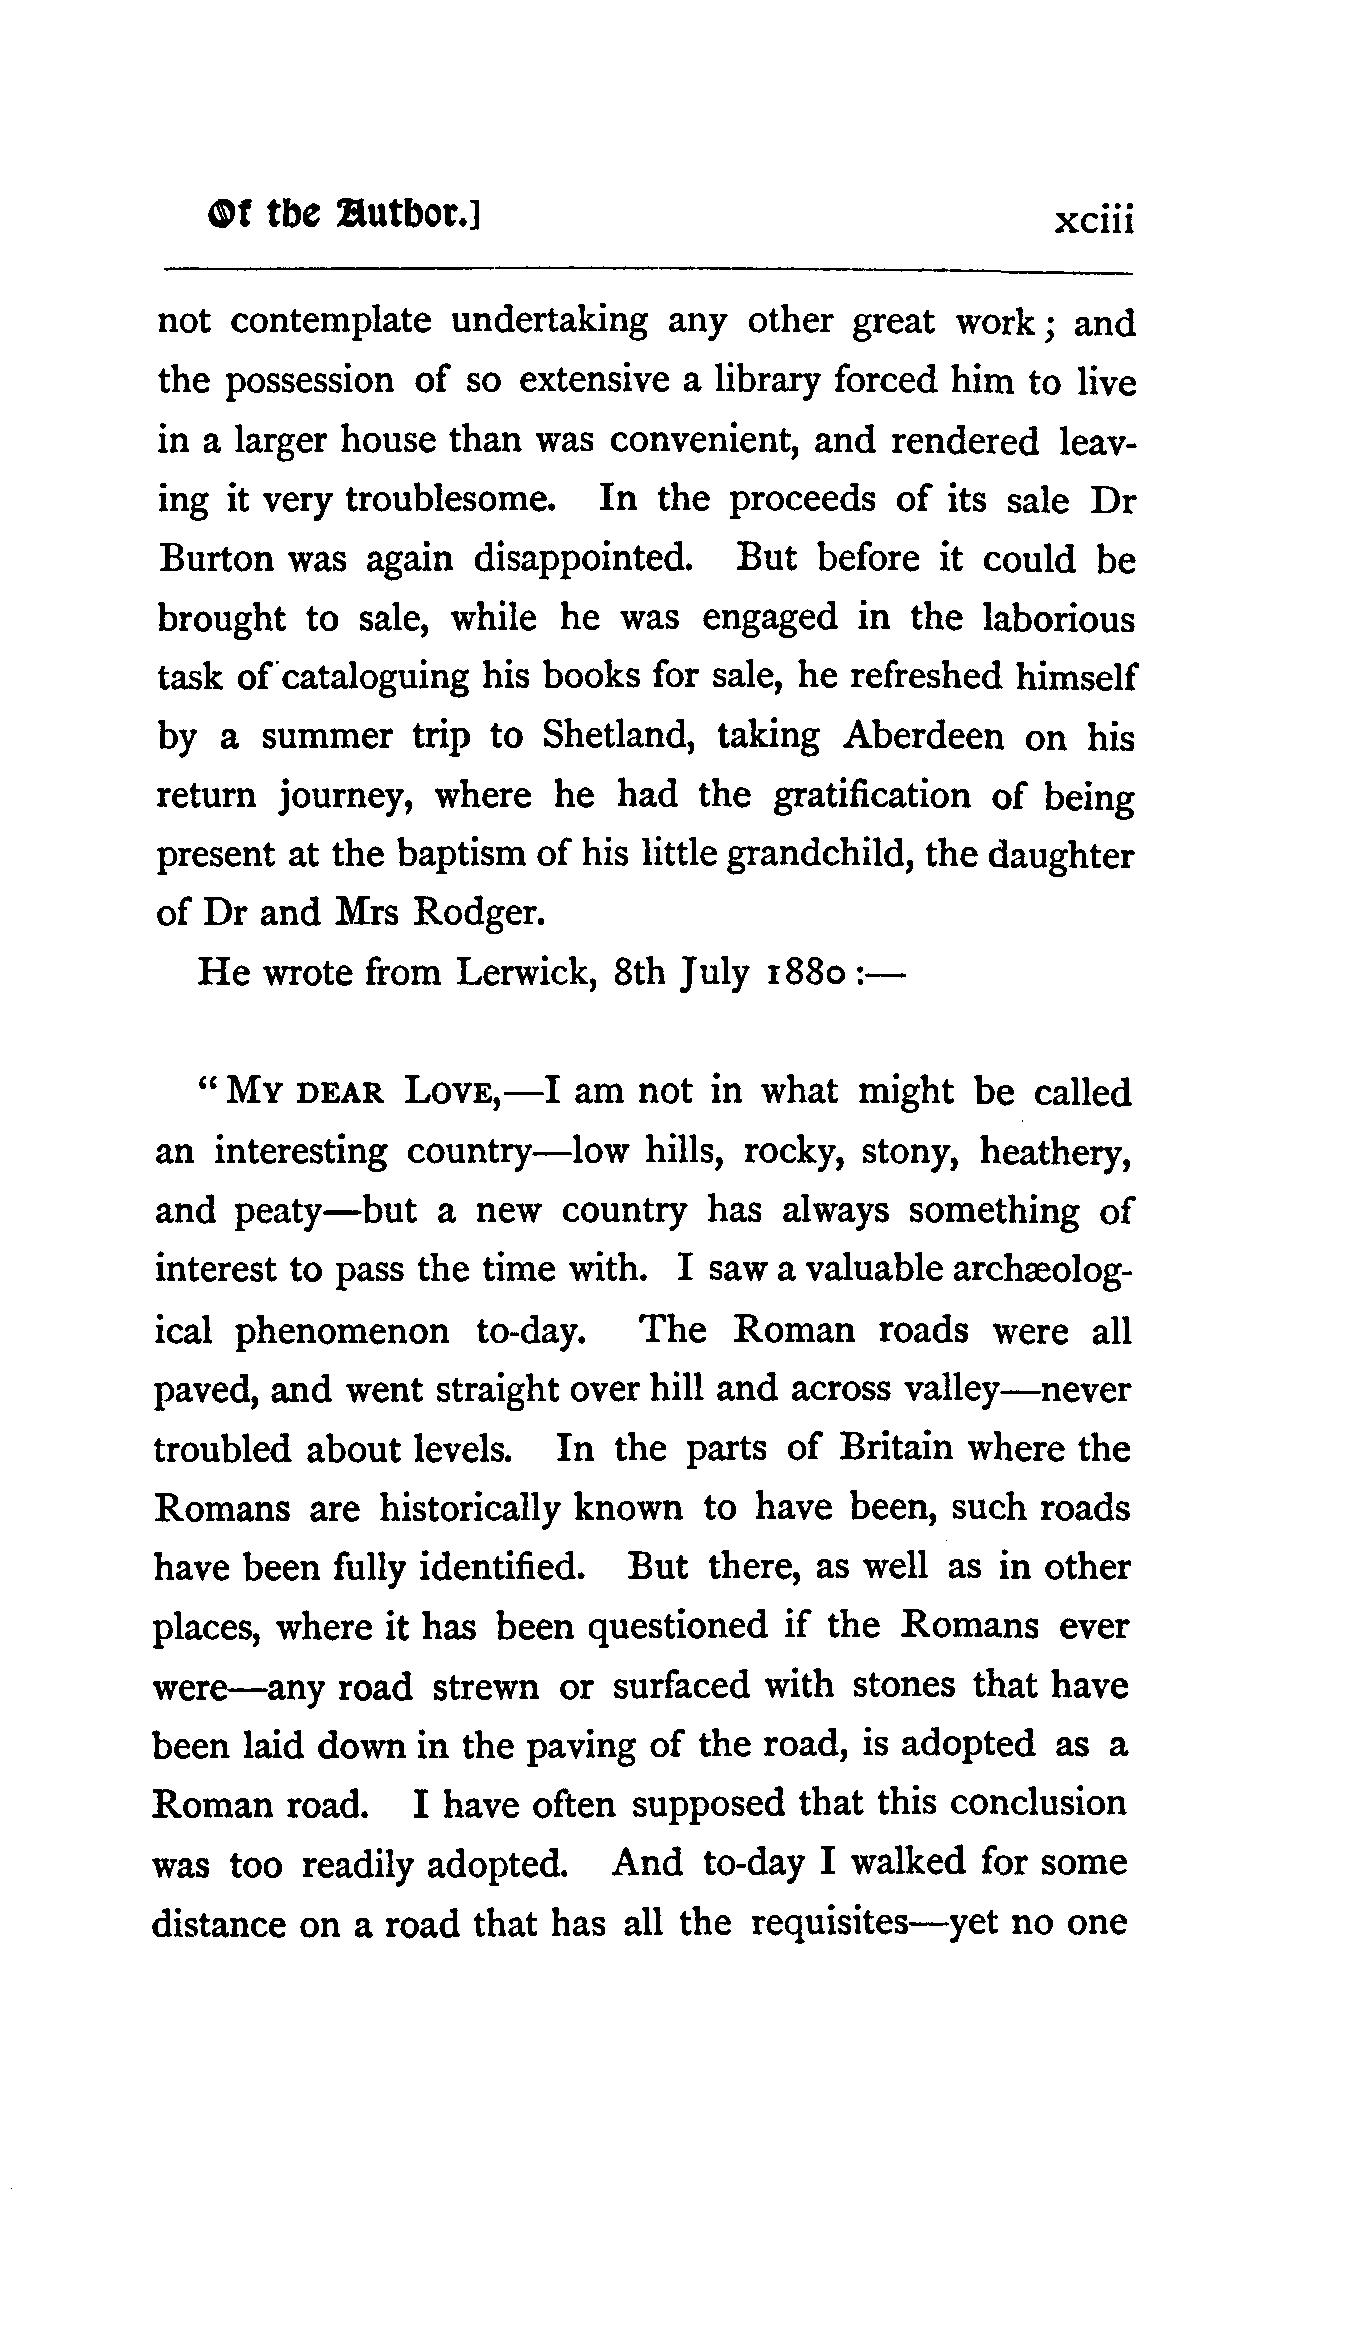 Of the Author.] xciii
not contemplate undertaking any other great work; and
the possession of so extensive a library forced him to live
in a larger house than was convenient, and rendered leav-
ing it very troublesome. In the proceeds of its sale Dr
Burton was again disappointed. But before it could be
brought to sale, while he was engaged in the laborious
task of cataloguing his books for sale, he refreshed himself
by a summer trip to Shetland, taking Aberdeen on his
return journey, where he had the gratification of being
present at the baptism of his little grandchild, the daughter
of Dr and Mrs Rodger.
He wrote from Lerwick, 8th July 1880:—
"MY DEAR LOVE,—I am not in what might be called
an interesting country—low hills, rocky, stony, heathery,
and peaty—but a new country has always something of
interest to pass the time with. I saw a valuable archæolog-
ical phenomenon to-day. The Roman roads were all
paved, and went straight over hill and across valley—never
troubled about levels. In the parts of Britain where the
Romans are historically known to have been, such roads
have been fully identified. But there, as well as in other
places, where it has been questioned if the Romans ever
were—any road strewn or surfaced with stones that have
been laid down in the paving of the road, is adopted as a
Roman road. I have often supposed that this conclusion
was too readily adopted. And to-day I walked for some
distance on a road that has all the requisites—yet no one